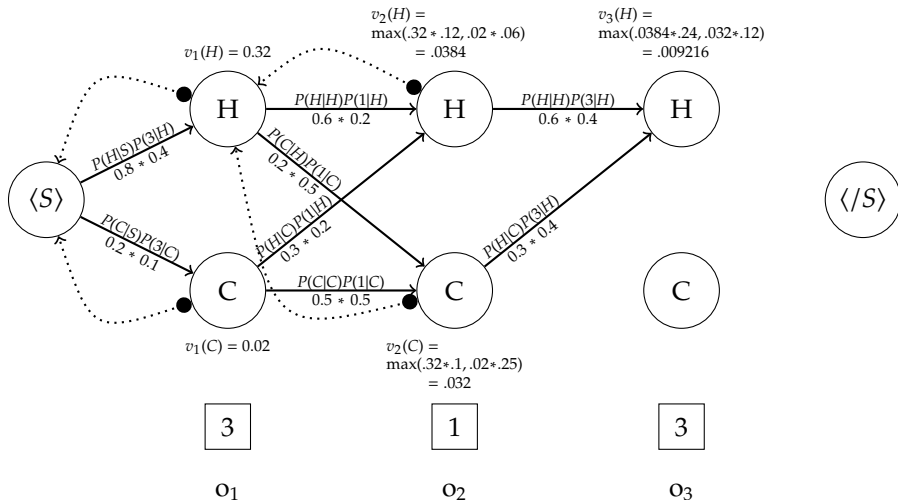 v₂(H) =
max(.32 * .12, .02 * .06)
= .0384
v₃(H) =
max(.0384*.24, .032*.12)
= .009216
v₁(H) = 0.32
H
P(H|H)P(1|H)
0.6 * 0.2
H
P(H|H)P(3|H)
0.6 * 0.4
H
P(H|S)P(3|H)
0.8 * 0.4
P(C|H)P(1|C)
0.2 * 0.5
⟨S⟩
⟨/S⟩
P(C|S)P(3|C)
0.2 * 0.1
P(H|C)P(1|H)
0.3 * 0.2
P(H|C)P(3|H)
0.3 * 0.4
C
P(C|C)P(1|C)
0.5 * 0.5
C
C
v₁(C) = 0.02
v₂(C) =
max(.32*.1, .02*.25)
= .032
3
1
3
o₁
o₂
o₃